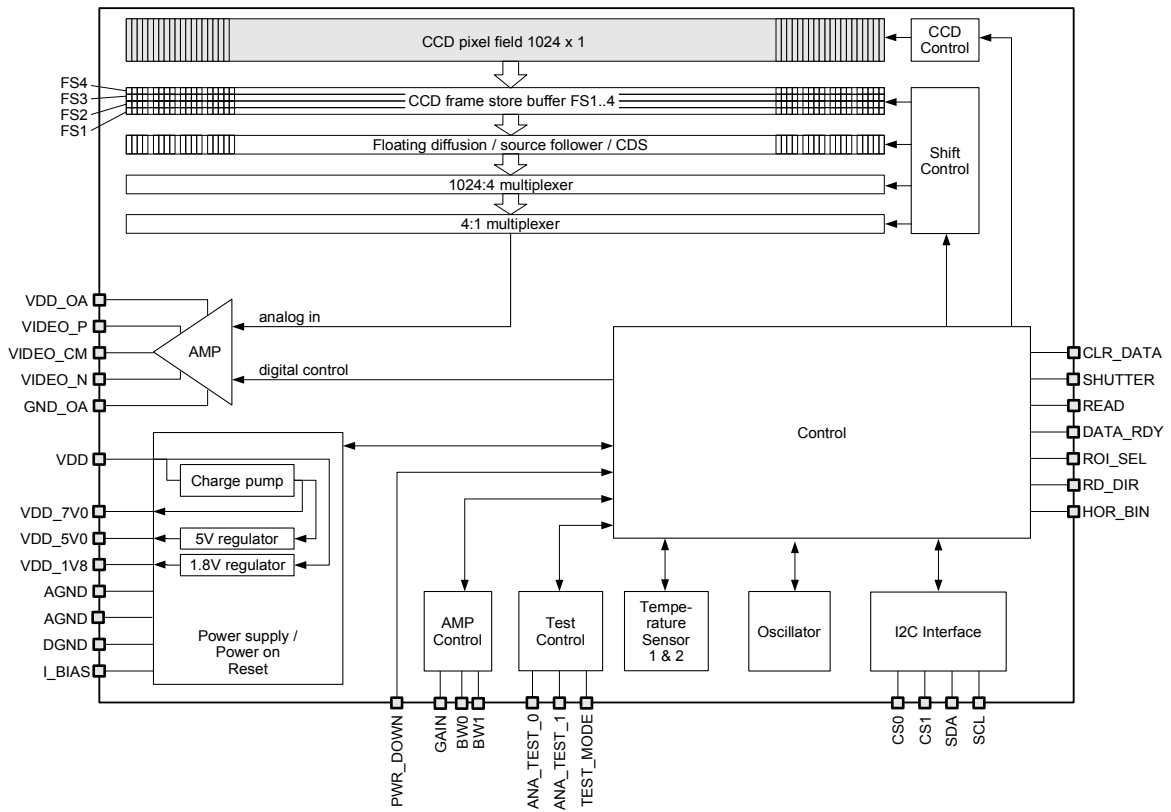 CCD pixel field 1024 x 1
CCD
Control
FS4
FS3
FS2
FS1
CCD frame store buffer FS1..4
Floating diffusion / source follower / CDS
1024:4 multiplexer
4:1 multiplexer
Shift
Control
VDD_OA
VIDEO_P
VIDEO_CM
VIDEO_N
GND_OA
AMP
analog in
digital control
Control
CLR_DATA
SHUTTER
READ
DATA_RDY
ROI_SEL
RD_DIR
HOR_BIN
VDD
VDD_7V0
VDD_5V0
VDD_1V8
AGND
AGND
DGND
I_BIAS
Charge pump
5V regulator
1.8V regulator
Power supply /
Power on
Reset
AMP
Control
Test
Control
Tempe-
rature
Sensor
1 & 2
Oscillator
I2C Interface
PWR_DOWN
GAIN
BW0
BW1
ANA_TEST_0
ANA_TEST_1
TEST_MODE
CS0
CS1
SDA
SCL